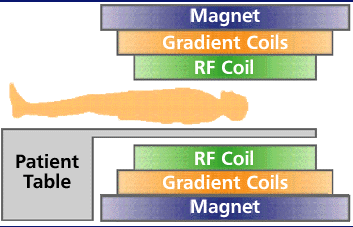 Magnet
Gradient Coils
RF Coil
Patient
Table
RF Coil
Gradient Coils
Magnet